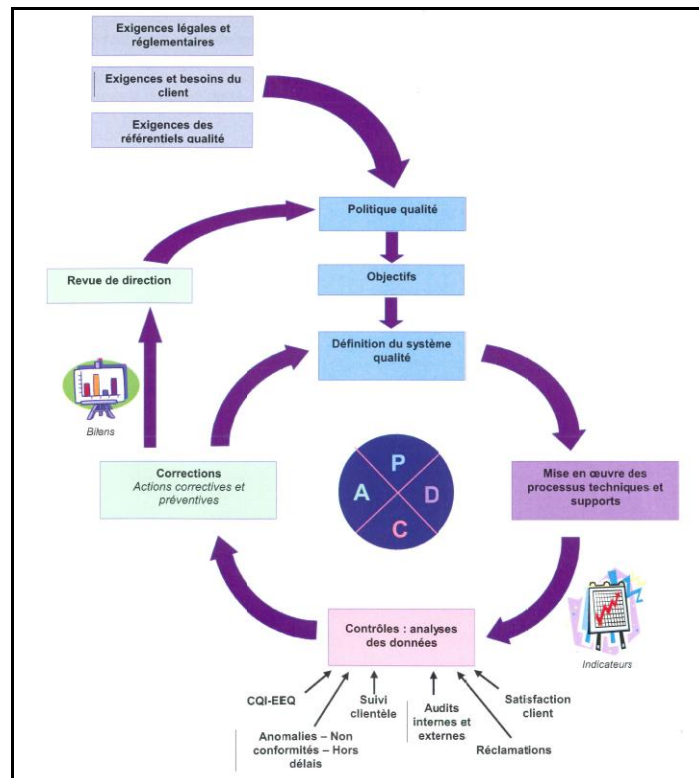 Exigences légales et
réglementaires
Exigences et besoins du
client
Exigences des
référentiels qualité
Politique qualité
Revue de direction
Objectifs
Définition du système
qualité
Bilans
Corrections
Actions correctives et
préventives
P
A
D
C
Mise en œuvre des
processus techniques et
supports
Contrôles : analyses
des données
Indicateurs
CQI-EEQ
Suivi
clientèle
Audits
internes et
externes
Satisfaction
client
Anomalies – Non
conformités – Hors
délais
Réclamations